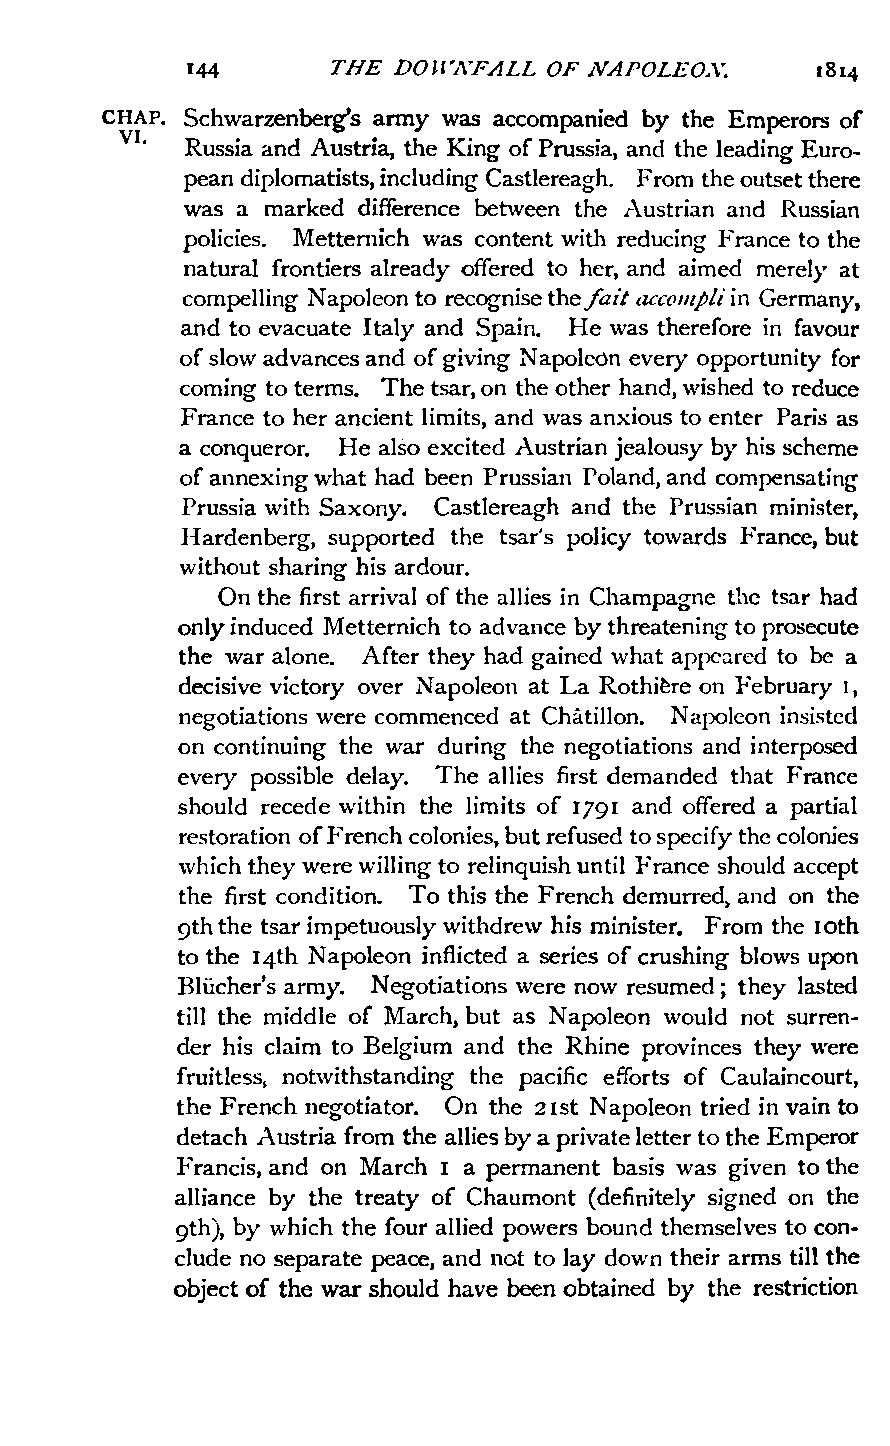 144 THE DOWNFALL OF NAPOLEON. 1814
CHAP. Schwarzenberg's army was accompanied by the Emperors of
VI. Russia and Austria, the King of Prussia, and the leading Euro-
pean diplomatists, including Castlereagh. From the outset there
was a marked difference between the Austrian and Russian
policies. Metternich was content with reducing France to the
natural frontiers already offered to her, and aimed merely at
compelling Napoleon to recognise the fait accompli in Germany,
and to evacuate Italy and Spain. He was therefore in favour
of slow advances and of giving Napoleon every opportunity for
coming to terms. The tsar, on the other hand, wished to reduce
France to her ancient limits, and was anxious to enter Paris as
a conqueror. He also excited Austrian jealousy by his scheme
of annexing what had been Prussian Poland, and compensating
Prussia with Saxony. Castlereagh and the Prussian minister,
Hardenberg, supported the tsar's policy towards France, but
without sharing his ardour.
On the first arrival of the allies in Champagne the tsar had
only induced Metternich to advance by threatening to prosecute
the war alone. After they had gained what appeared to be a
decisive victory over Napoleon at La Rothière on February 1,
negotiations were commenced at Châtillon. Napoleon insisted
on continuing the war during the negotiations and interposed
every possible delay. The allies first demanded that France
should recede within the limits of 1791 and offered a partial
restoration of French colonies, but refused to specify the colonies
which they were willing to relinquish until France should accept
the first condition. To this the French demurred, and on the
9th the tsar impetuously withdrew his minister. From the 10th
to the 14th Napoleon inflicted a series of crushing blows upon
Blücher's army. Negotiations were now resumed; they lasted
till the middle of March, but as Napoleon would not surren-
der his claim to Belgium and the Rhine provinces they were
fruitless, notwithstanding the pacific efforts of Caulaincourt,
the French negotiator. On the 21st Napoleon tried in vain to
detach Austria from the allies by a private letter to the Emperor
Francis, and on March 1 a permanent basis was given to the
alliance by the treaty of Chaumont (definitely signed on the
9th), by which the four allied powers bound themselves to con-
clude no separate peace, and not to lay down their arms till the
object of the war should have been obtained by the restriction